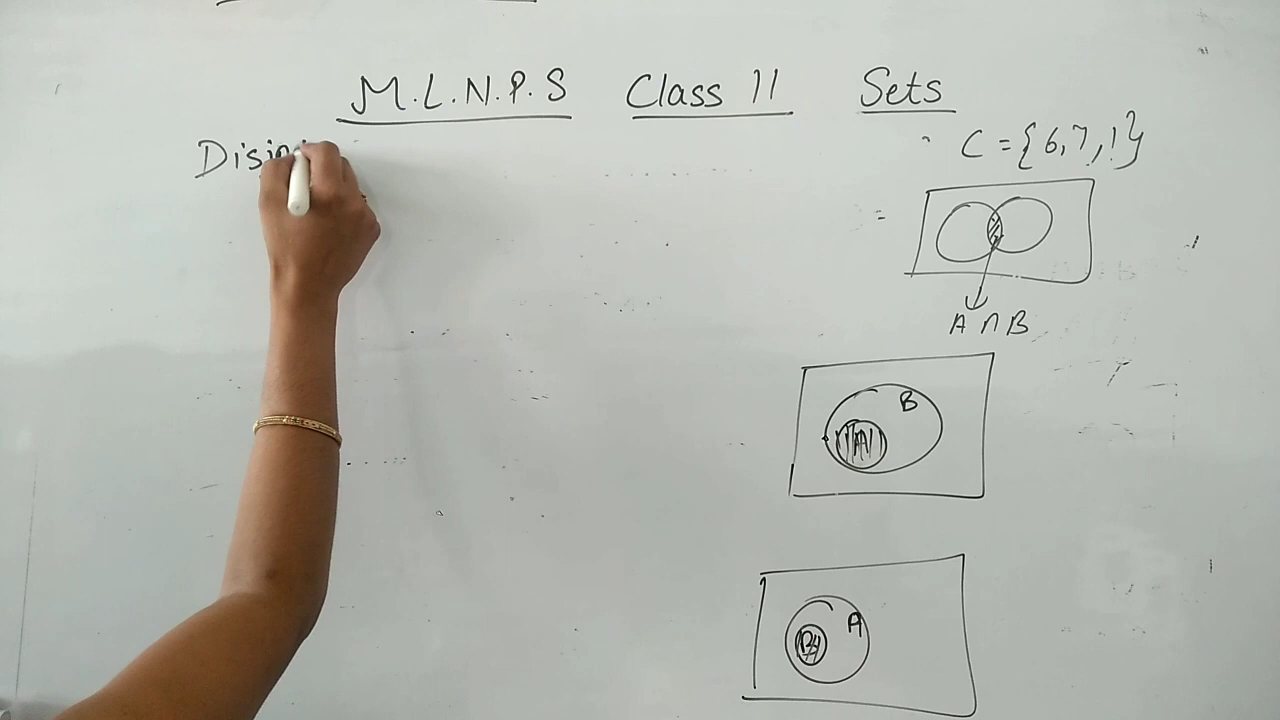 M.L.N.P.S Class 11 Sets
C = {6,7,1}
A ∩ B
B
A
A
B